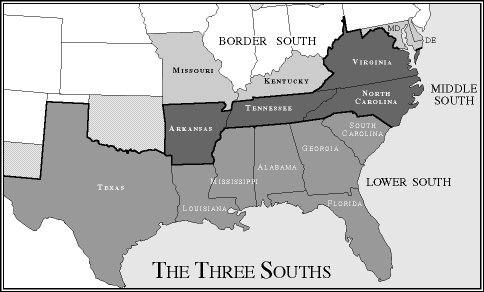 MD
DE
BORDER SOUTH
VIRGINIA
MISSOURI
KENTUCKY
MIDDLE
SOUTH
NORTH
CAROLINA
TENNESSEE
ARKANSAS
SOUTH
CAROLINA
GEORGIA
ALABAMA
MISSISSIPPI
LOWER SOUTH
TEXAS
LOUISIANA
FLORIDA
THE THREE SOUTHS